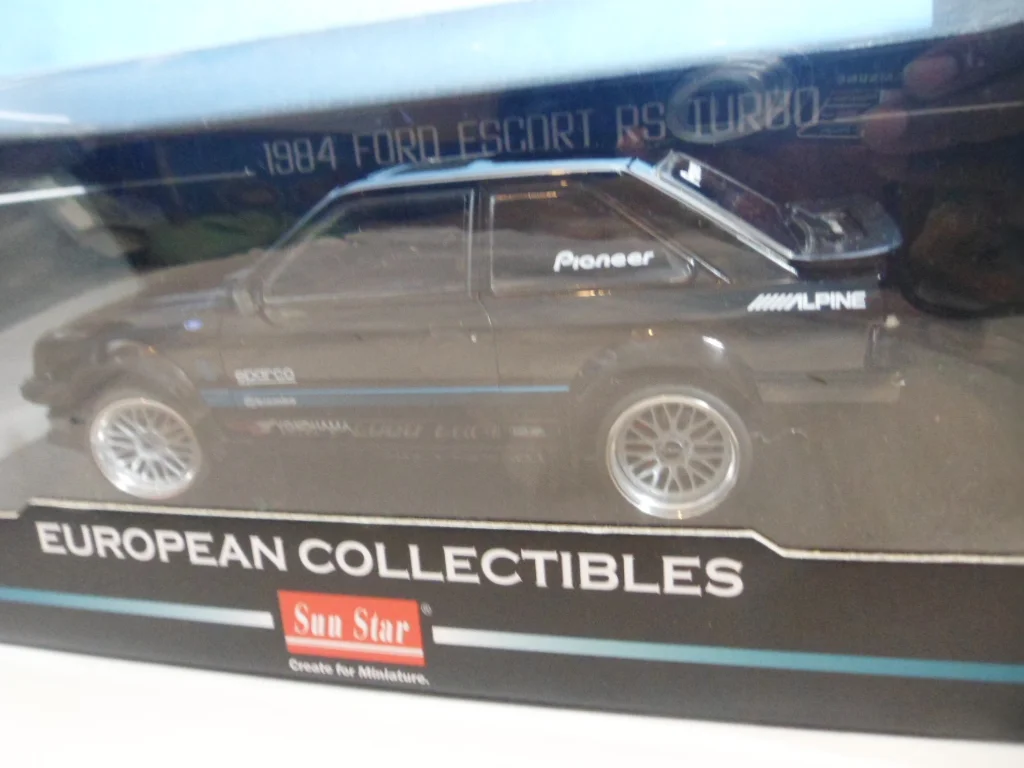 1984 FORD ESCORT RS TURBO
Pioneer
ALPINE
sparco
YOKOHAMA
EUROPEAN COLLECTIBLES
Sun Star®
Create for Miniature.